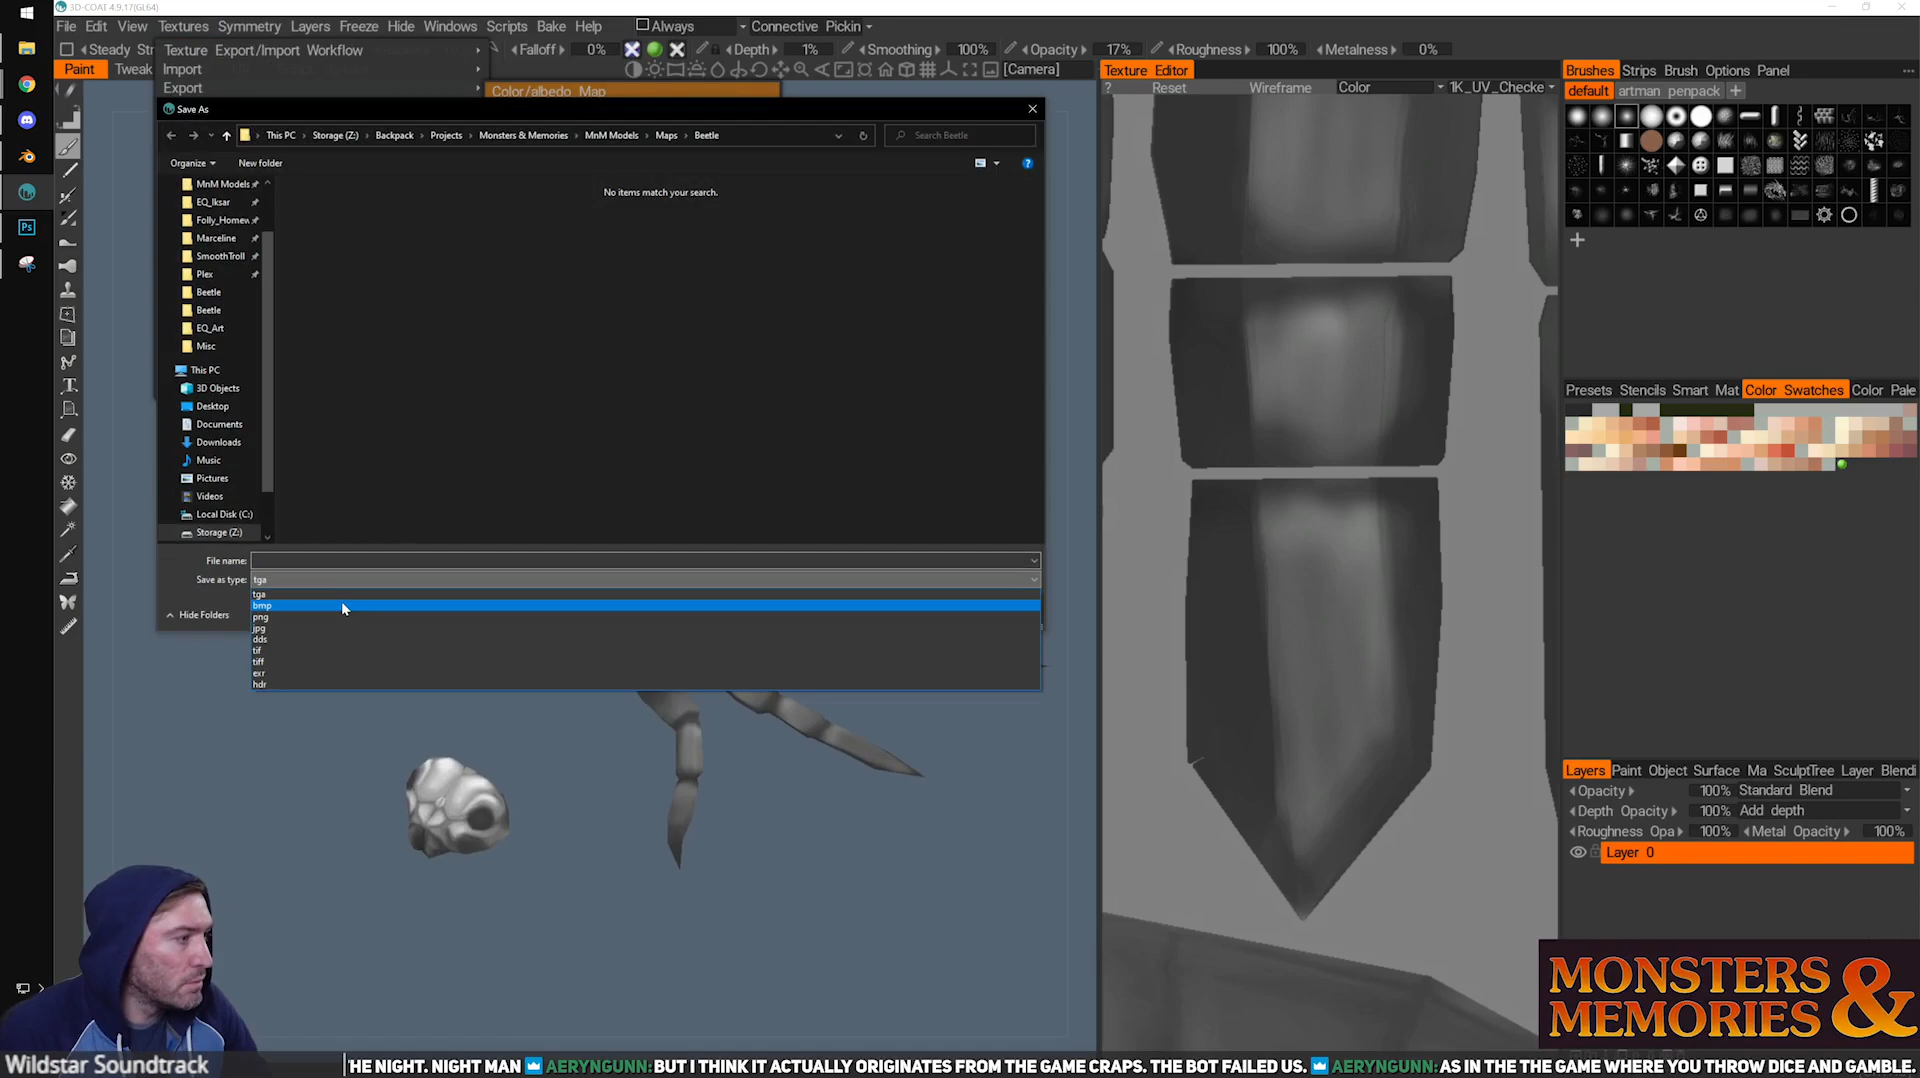 3D-COAT 4.9.17(GL64)
File Edit View Textures Symmetry Layers Freeze Hide Windows Scripts Bake Help Always Connective Pickin
Steady Str Falloff 0% Depth 1% Smoothing 100% Opacity 17% Roughness 100% Metalness 0%
Texture Export/Import Workflow
Import
Export
Paint Tweak
[Camera]
Color/albedo Map
Save As
This PC > Storage (Z:) > Backpack > Projects > Monsters & Memories > MnM Models > Maps > Beetle
Search Beetle
Organize New folder
No items match your search.
MnM Models
EQ_Iksar
Folly_Homew
Marceline
SmoothTroll
Plex
Beetle
Beetle
EQ_Art
Misc
This PC
3D Objects
Desktop
Documents
Downloads
Music
Pictures
Videos
Local Disk (C:)
Storage (Z:)
File name:
Save as type: tga
tga
bmp
png
jpg
dds
tif
tiff
exr
hdr
Hide Folders
Texture Editor
? Reset Wireframe Color 1K_UV_Checke
Brushes Strips Brush Options Panel
default artman penpack +
Presets Stencils Smart Mat Color Swatches Color Pale
Layers Paint Object Surface Ma SculptTree Layer Blendi
Opacity 100% Standard Blend
Depth Opacity 100% Add depth
Roughness Opa 100% Metal Opacity 100%
Layer 0
MONSTERS &
MEMORIES
Wildstar Soundtrack
'HE NIGHT. NIGHT MAN AERYNGUNN: BUT I THINK IT ACTUALLY ORIGINATES FROM THE GAME CRAPS. THE BOT FAILED US. AERYNGUNN: AS IN THE THE GAME WHERE YOU THROW DICE AND GAMBLE.